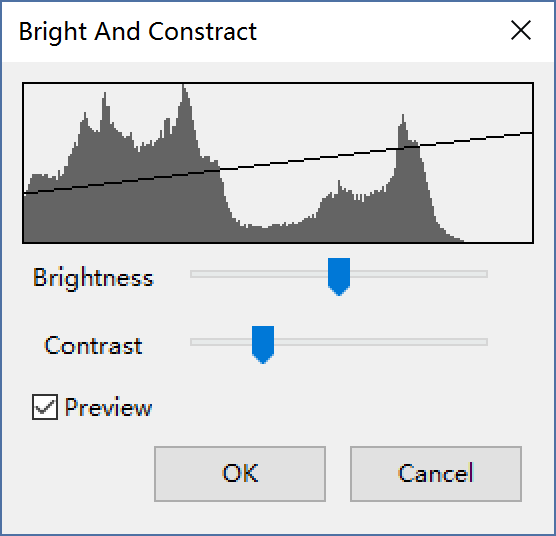 Bright And Constract
Brightness
Contrast
Preview
OK
Cancel